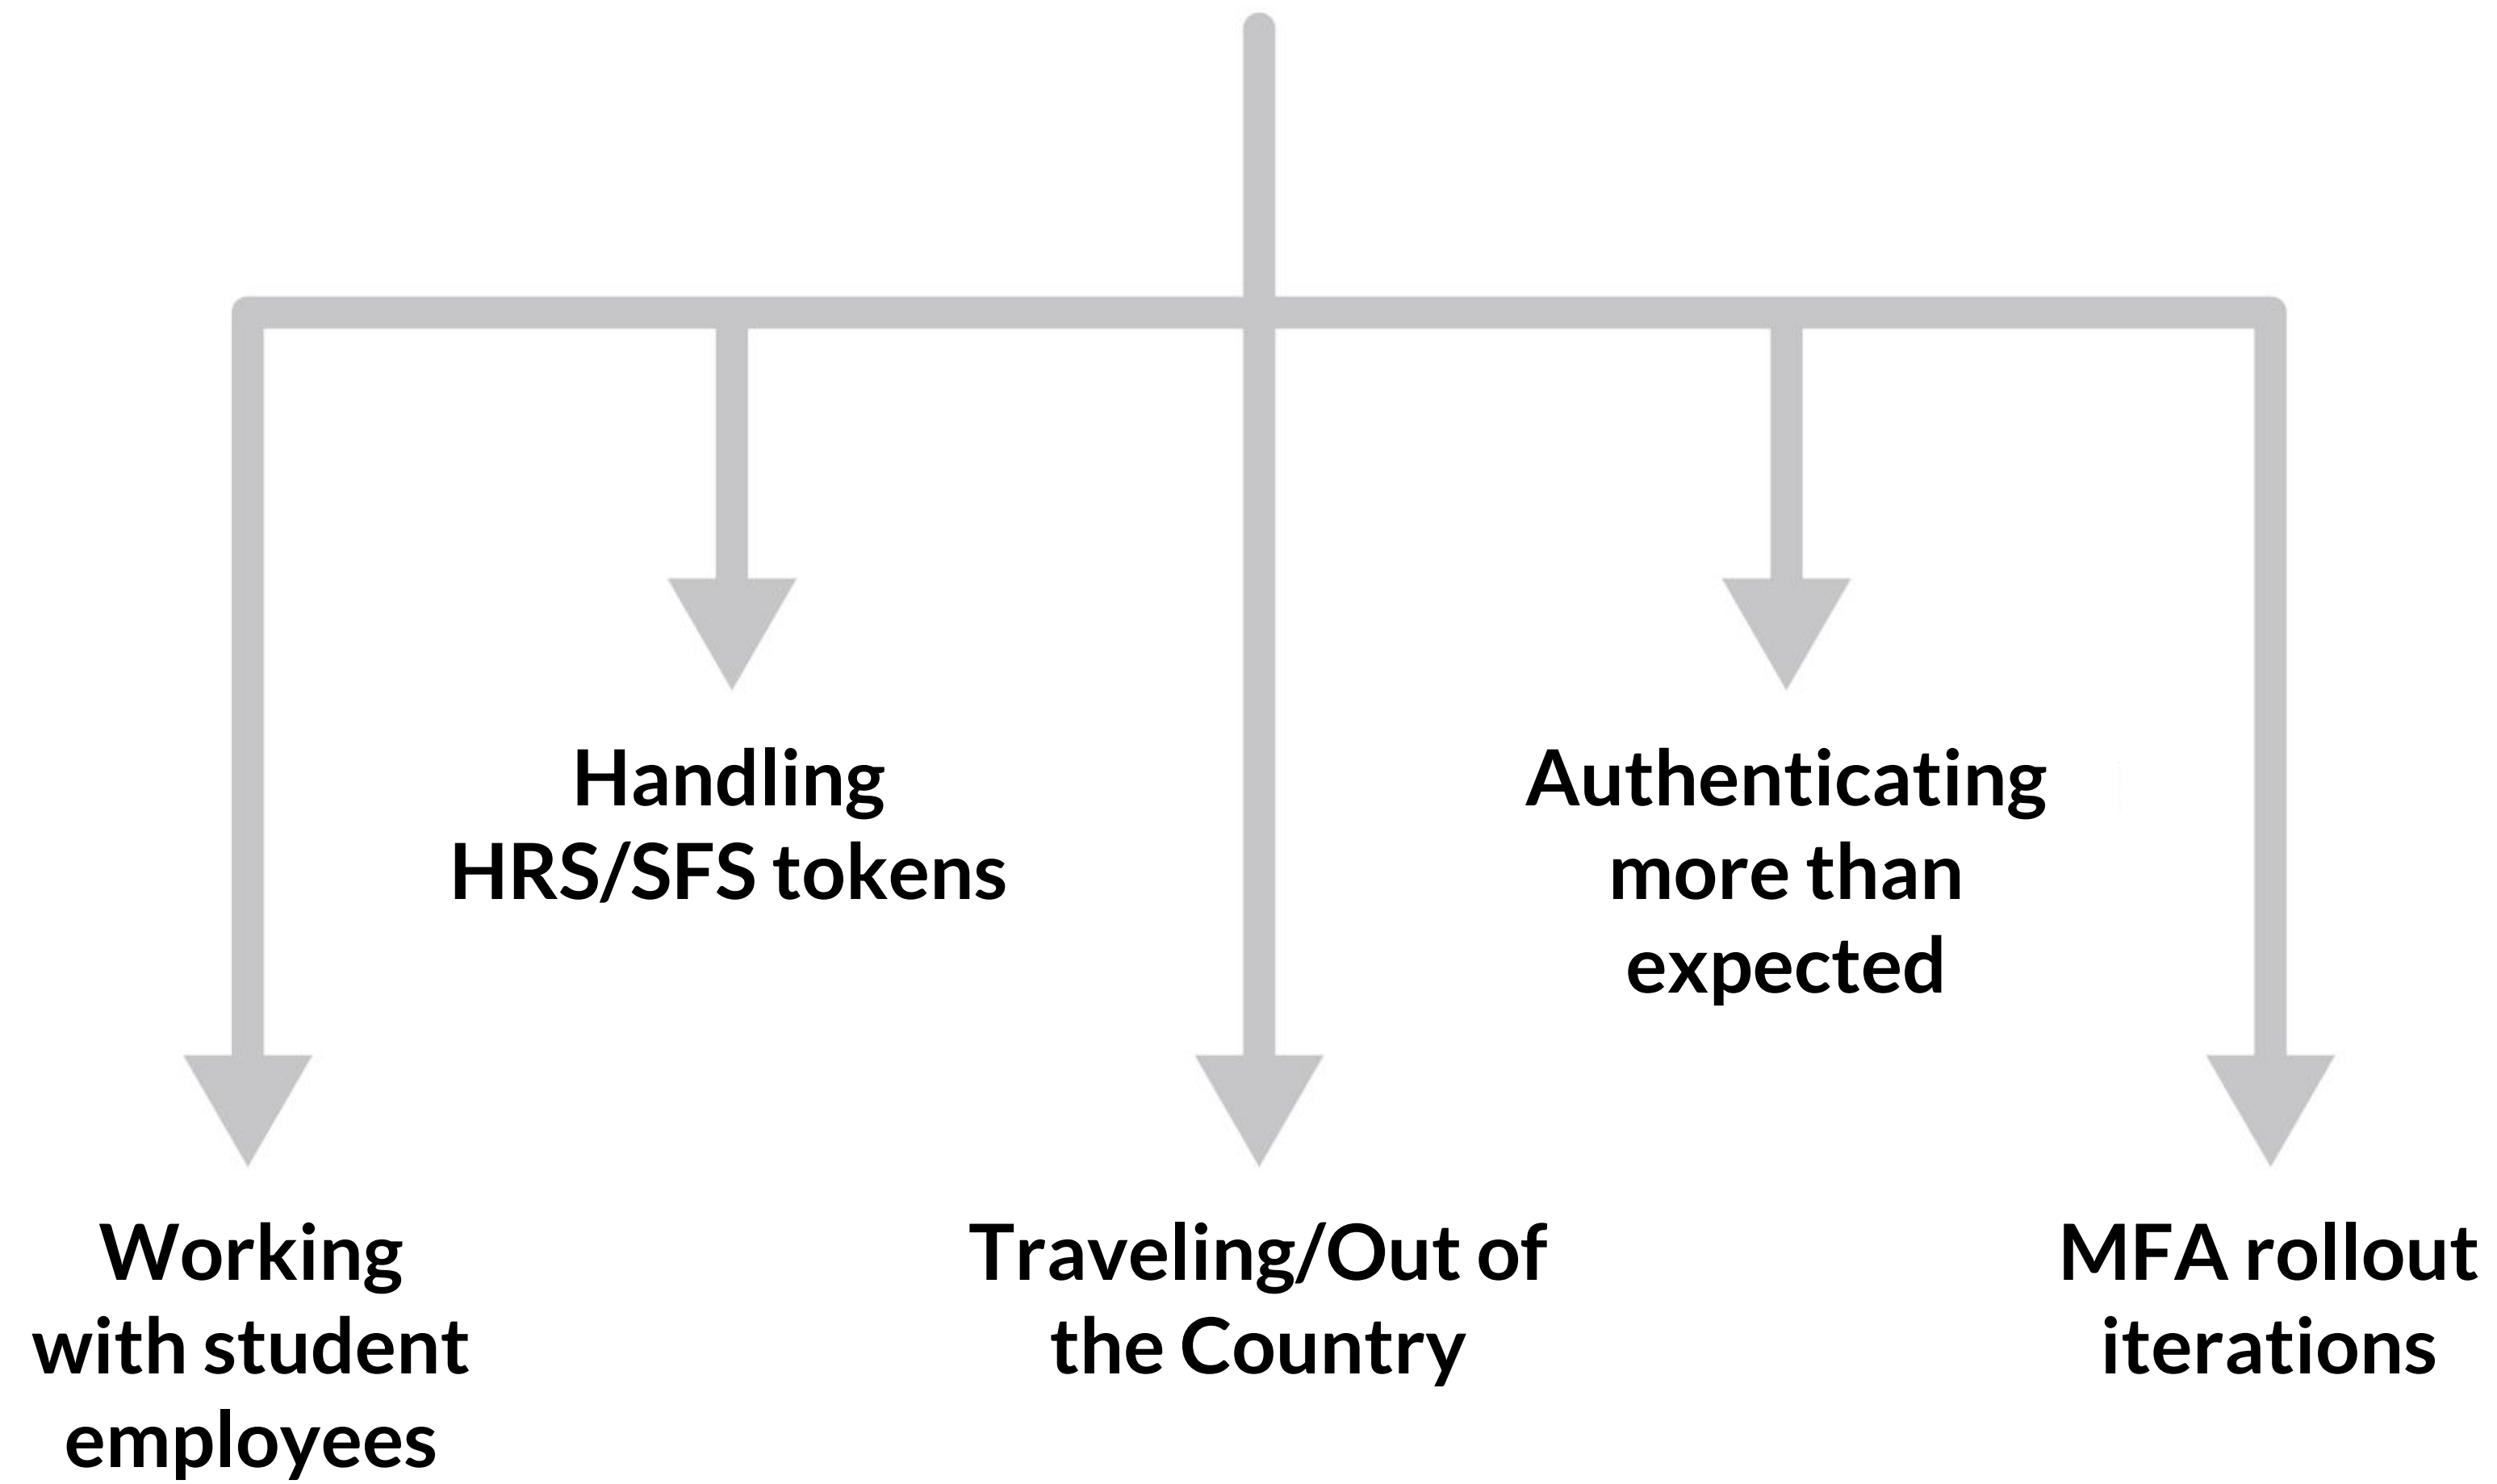 Handling
HRS/SFS tokens
Authenticating
more than
expected
Working
with student
employees
Traveling/Out of
the Country
MFA rollout
iterations